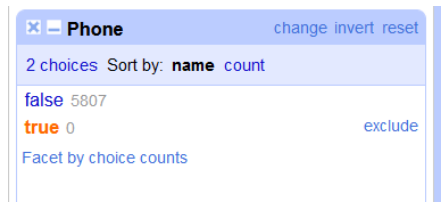 Phone change invert reset
2 choices Sort by: name count
false 5807
true 0 exclude
Facet by choice counts